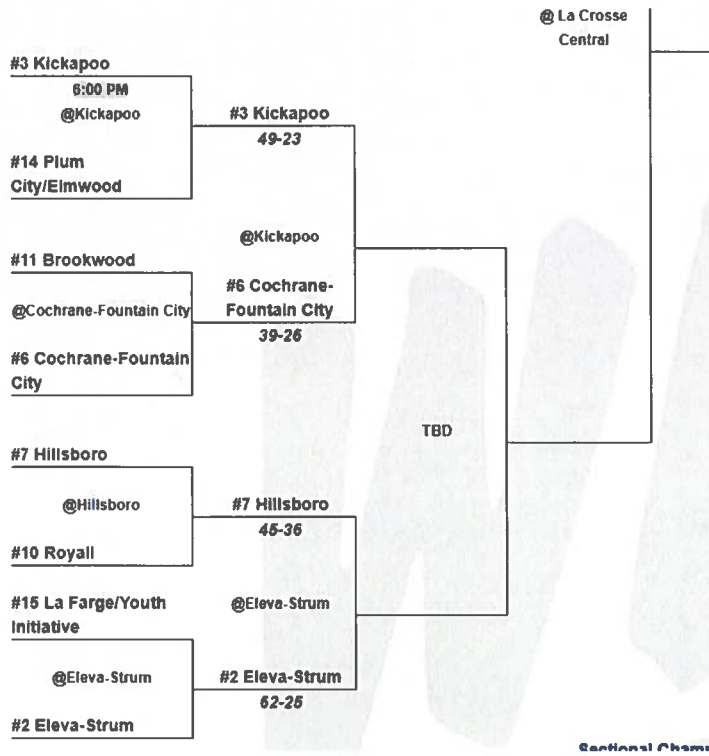 @ La Crosse
Central
#3 Kickapoo
6:00 PM
@Kickapoo
#3 Kickapoo
49-23
#14 Plum
City/Elmwood
@Kickapoo
#11 Brookwood
#6 Cochrane-
Fountain City
@Cochrane-Fountain City
39-26
#6 Cochrane-Fountain
City
TBD
#7 Hillsboro
@Hillsboro
#7 Hillsboro
45-36
#10 Royall
#15 La Farge/Youth
Initiative
@Eleva-Strum
@Eleva-Strum
#2 Eleva-Strum
62-25
#2 Eleva-Strum
Sectional